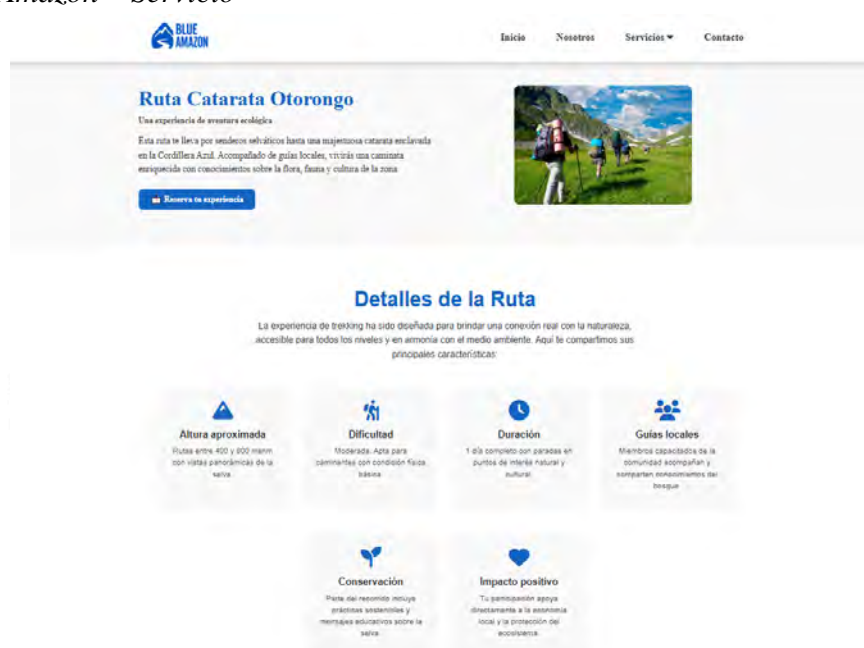 Amazon – Servicio
BLUE
AMAZON
Inicio Nosotros Servicios Contacto
Ruta Catarata Otorongo
Una experiencia de aventura ecológica
Esta ruta te lleva por senderos selváticos hasta una majestuosa catarata enclavada
en la Cordillera Azul. Acompañado de guías locales, vivirás una caminata
enriquecida con conocimientos sobre la flora, fauna y cultura de la zona
Reserva tu experiencia
Detalles de la Ruta
La experiencia de trekking ha sido diseñada para brindar una conexión real con la naturaleza,
accesible para todos los niveles y en armonía con el medio ambiente. Aquí te compartimos sus
principales características:
Altura aproximada
Rutas entre 400 y 800 msnm
con vistas panorámicas de la
selva.
Dificultad
Moderada. Apta para
caminantes con condición física
básica.
Duración
1 día completo con paradas en
puntos de interés natural y
cultural.
Guías locales
Miembros capacitados de la
comunidad acompañan y
comparten conocimientos del
bosque.
Conservación
Parte del recorrido incluye
prácticas sostenibles y
mensajes educativos sobre la
selva.
Impacto positivo
Tu participación apoya
directamente a la economía
local y la protección del
ecosistema.